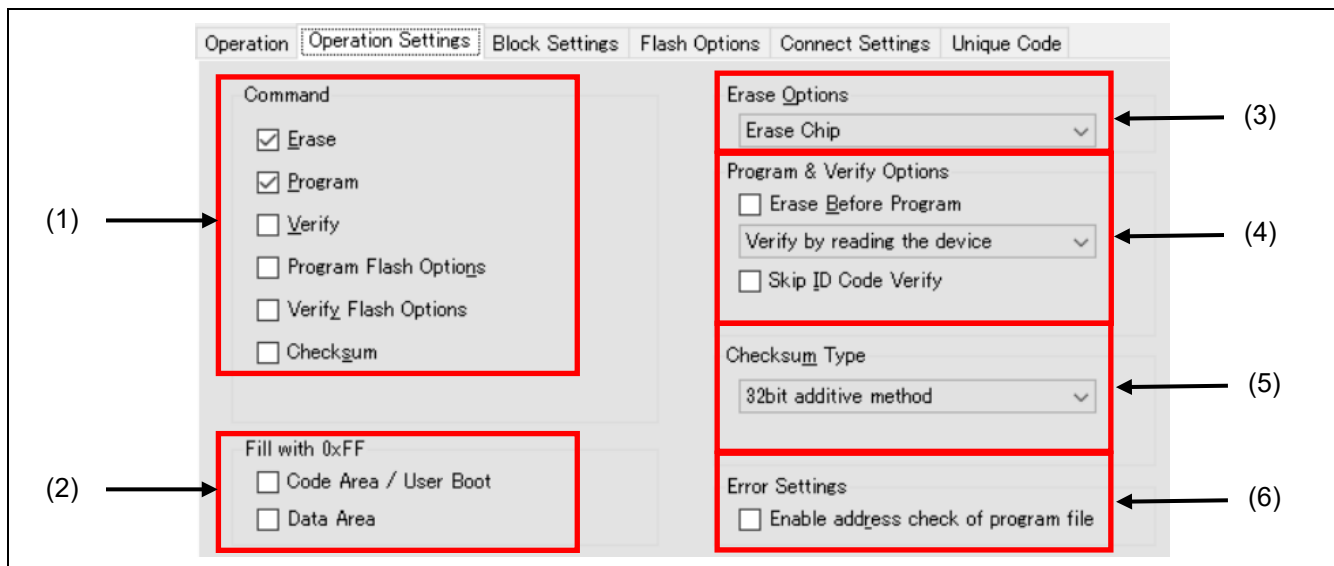 Operation Operation Settings Block Settings Flash Options Connect Settings Unique Code
(1)
Command
Erase
Program
Verify
Program Flash Options
Verify Flash Options
Checksum
(2)
Fill with 0xFF
Code Area / User Boot
Data Area
Erase Options
Erase Chip
(3)
Program & Verify Options
Erase Before Program
Verify by reading the device
Skip ID Code Verify
(4)
Checksum Type
32bit additive method
(5)
Error Settings
Enable address check of program file
(6)